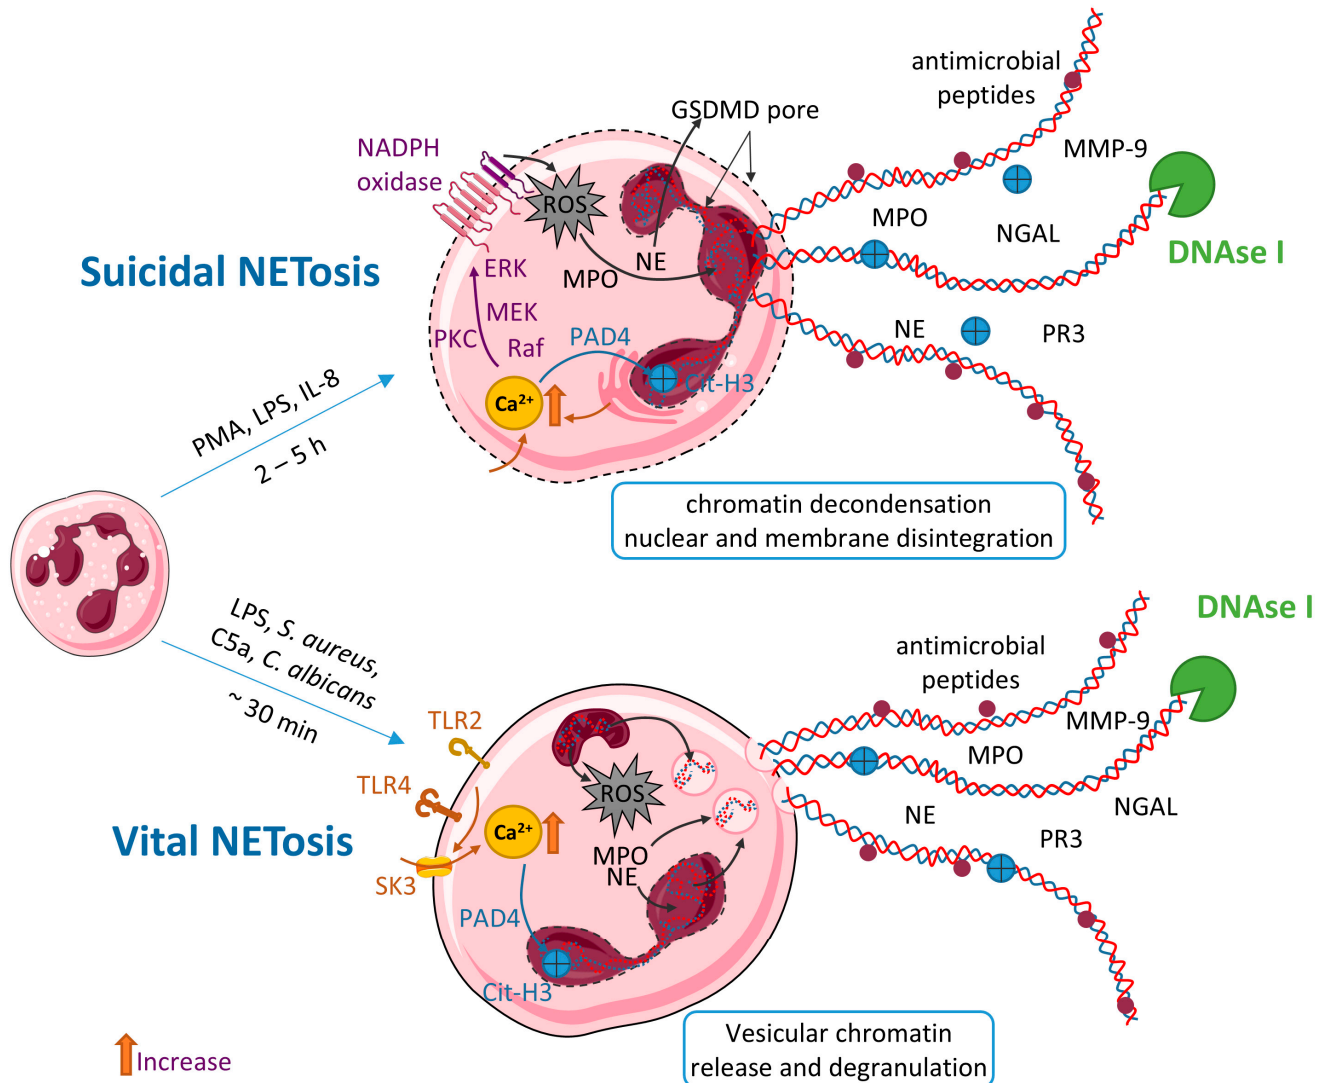 antimicrobial
peptides
GSDMD pore
NADPH
oxidase
MMP-9
ROS
MPO
NGAL
DNAse I
Suicidal NETosis
ERK
MPO
NE
MEK
PKC
Raf
PAD4
NE
PR3
Cit-H3
Ca²⁺
PMA, LPS, IL-8
2 – 5 h
chromatin decondensation
nuclear and membrane disintegration
LPS, S. aureus,
C5a, C. albicans
~ 30 min
DNAse I
antimicrobial
peptides
TLR2
MMP-9
MPO
TLR4
ROS
NGAL
Vital NETosis
Ca²⁺
NE
PR3
MPO
NE
SK3
PAD4
Cit-H3
Vesicular chromatin
release and degranulation
Increase